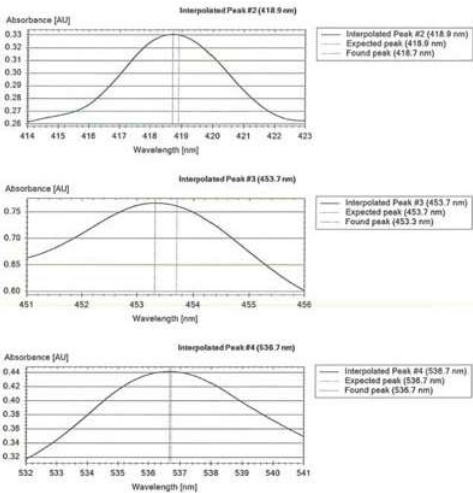 Interpolated Peak #2 (418.9 nm)
Absorbance [AU]
0.33
0.32
0.31
0.30
0.29
0.28
0.27
0.26
414 415 416 417 418 419 420 421 422 423
Wavelength [nm]
Interpolated Peak #2 (418.9 nm)
Expected peak (418.9 nm)
Found peak (418.7 nm)
Interpolated Peak #3 (453.7 nm)
Absorbance [AU]
0.75
0.70
0.65
0.60
451 452 453 454 455 456
Wavelength [nm]
Interpolated Peak #3 (453.7 nm)
Expected peak (453.7 nm)
Found peak (453.3 nm)
Interpolated Peak #4 (536.7 nm)
Absorbance [AU]
0.44
0.42
0.40
0.38
0.36
0.34
0.32
532 533 534 535 536 537 538 539 540 541
Wavelength [nm]
Interpolated Peak #4 (536.7 nm)
Expected peak (536.7 nm)
Found peak (536.7 nm)